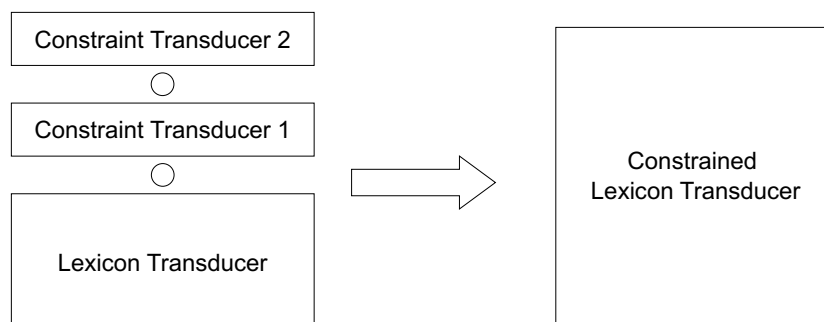 Constraint Transducer 2
Constraint Transducer 1
Lexicon Transducer
Constrained
Lexicon Transducer